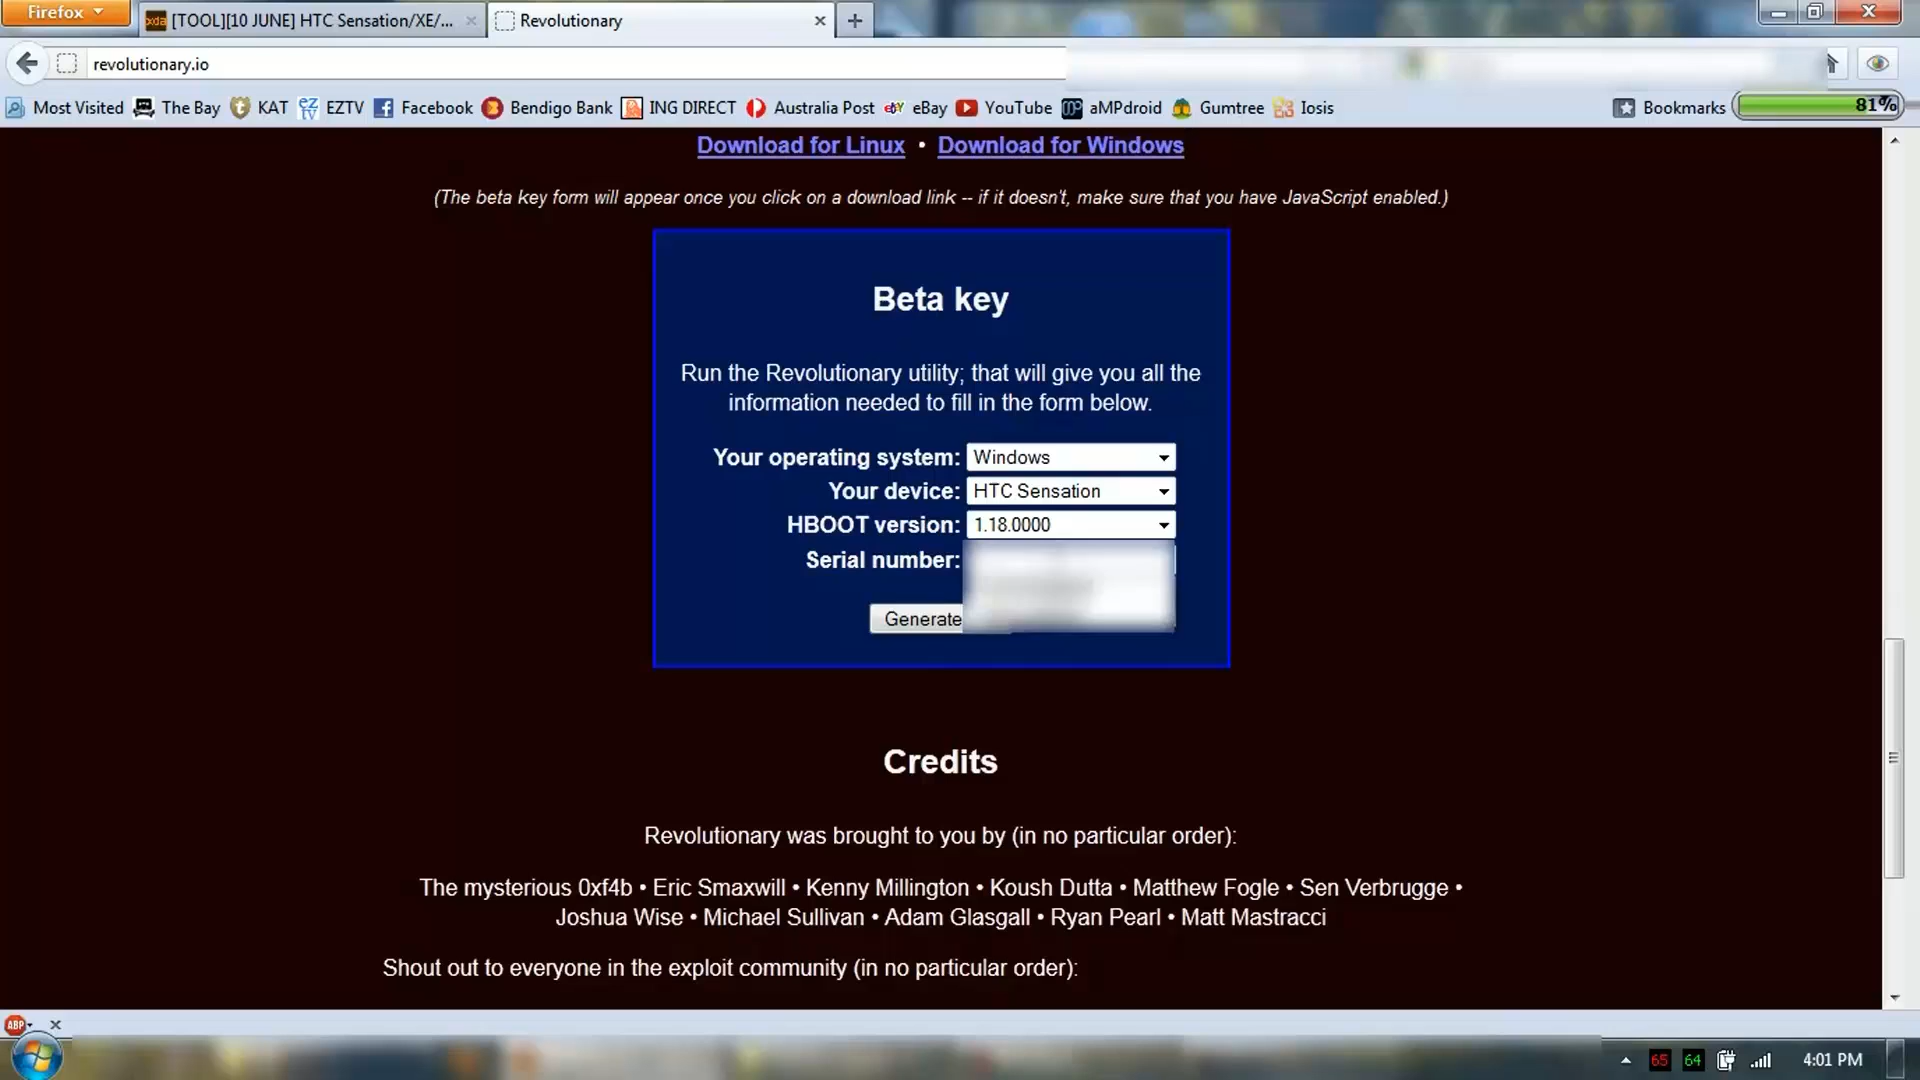 Firefox
[TOOL][10 JUNE] HTC Sensation/XE/...
Revolutionary
revolutionary.io
Most Visited The Bay KAT EZTV Facebook Bendigo Bank ING DIRECT Australia Post eBay YouTube aMPdroid Gumtree Iosis Bookmarks 81%
Download for Linux • Download for Windows
(The beta key form will appear once you click on a download link -- if it doesn't, make sure that you have JavaScript enabled.)
Beta key
Run the Revolutionary utility; that will give you all the
information needed to fill in the form below.
Your operating system: Windows
Your device: HTC Sensation
HBOOT version: 1.18.0000
Serial number:
Generate
Credits
Revolutionary was brought to you by (in no particular order):
The mysterious 0xf4b • Eric Smaxwill • Kenny Millington • Koush Dutta • Matthew Fogle • Sen Verbrugge •
Joshua Wise • Michael Sullivan • Adam Glasgall • Ryan Pearl • Matt Mastracci
Shout out to everyone in the exploit community (in no particular order):
ABP
65 64 4:01 PM